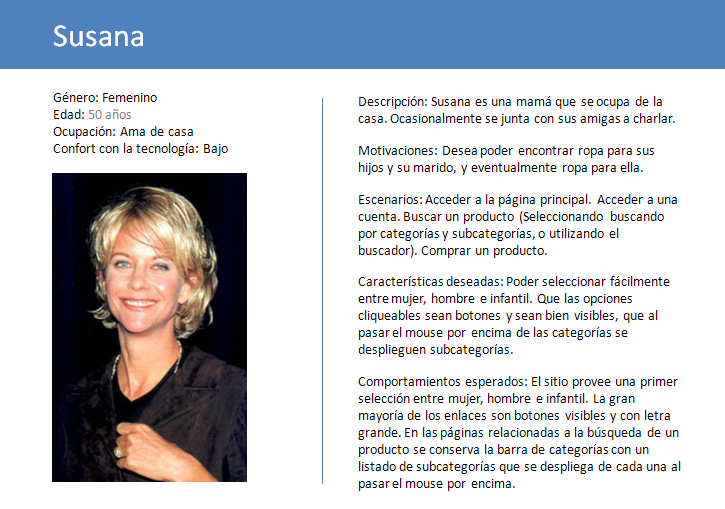 Susana
Género: Femenino
Edad: 50 años
Ocupación: Ama de casa
Confort con la tecnología: Bajo
Descripción: Susana es una mamá que se ocupa de la
casa. Ocasionalmente se junta con sus amigas a charlar.
Motivaciones: Desea poder encontrar ropa para sus
hijos y su marido, y eventualmente ropa para ella.
Escenarios: Acceder a la página principal. Acceder a una
cuenta. Buscar un producto (Seleccionando buscando
por categorías y subcategorías, o utilizando el
buscador). Comprar un producto.
Características deseadas: Poder seleccionar fácilmente
entre mujer, hombre e infantil. Que las opciones
cliqueables sean botones y sean bien visibles, que al
pasar el mouse por encima de las categorías se
desplieguen subcategorías.
Comportamientos esperados: El sitio provee una primer
selección entre mujer, hombre e infantil. La gran
mayoría de los enlaces son botones visibles y con letra
grande. En las páginas relacionadas a la búsqueda de un
producto se conserva la barra de categorías con un
listado de subcategorías que se despliega de cada una al
pasar el mouse por encima.